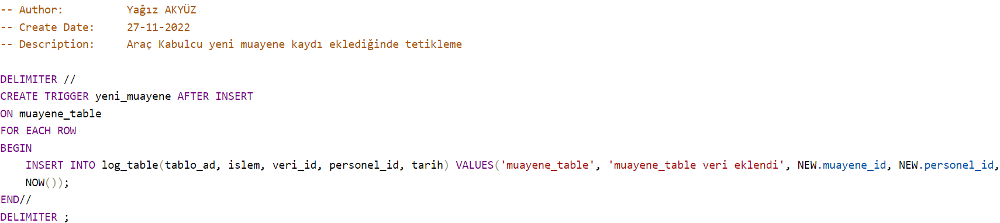 -- Author:          Yağız AKYÜZ
-- Create Date:     27-11-2022
-- Description:     Araç Kabulcu yeni muayene kaydı eklediğinde tetikleme

DELIMITER //
CREATE TRIGGER yeni_muayene AFTER INSERT
ON muayene_table
FOR EACH ROW
BEGIN
    INSERT INTO log_table(tablo_ad, islem, veri_id, personel_id, tarih) VALUES('muayene_table', 'muayene_table veri eklendi', NEW.muayene_id, NEW.personel_id,
    NOW());
END//
DELIMITER ;